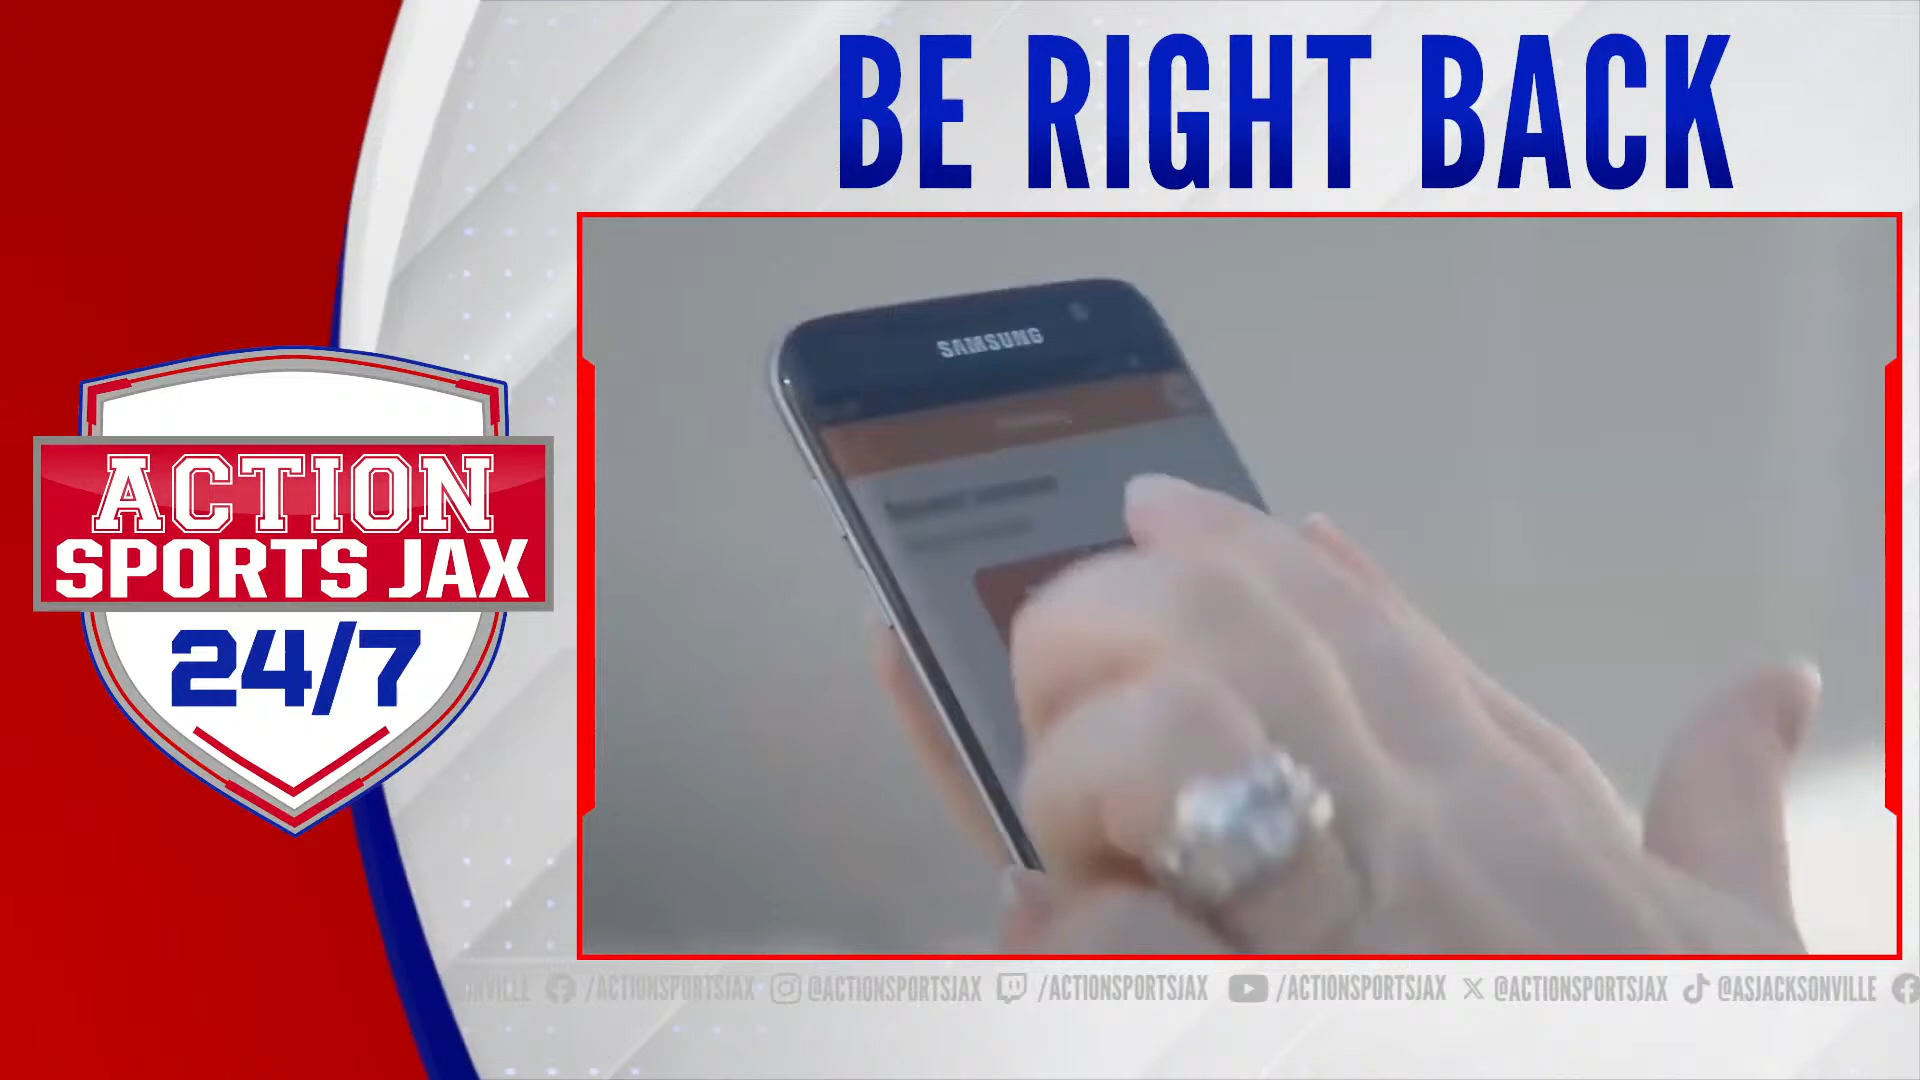 BE RIGHT BACK
SAMSUNG
ACTION
SPORTS JAX
24/7
/ACTIONSPORTSJAX @ACTIONSPORTSJAX /ACTIONSPORTSJAX /ACTIONSPORTSJAX @ACTIONSPORTSJAX @ASJACKSONVILLE